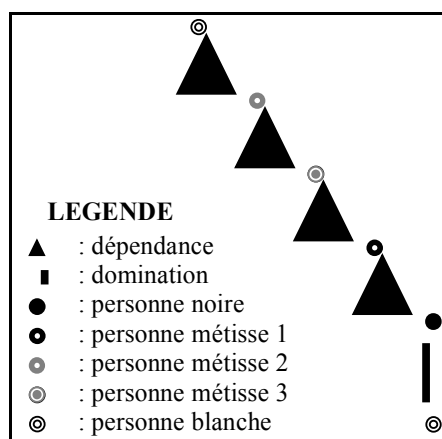 LEGENDE
: dépendance
: domination
: personne noire
: personne métisse 1
: personne métisse 2
: personne métisse 3
: personne blanche